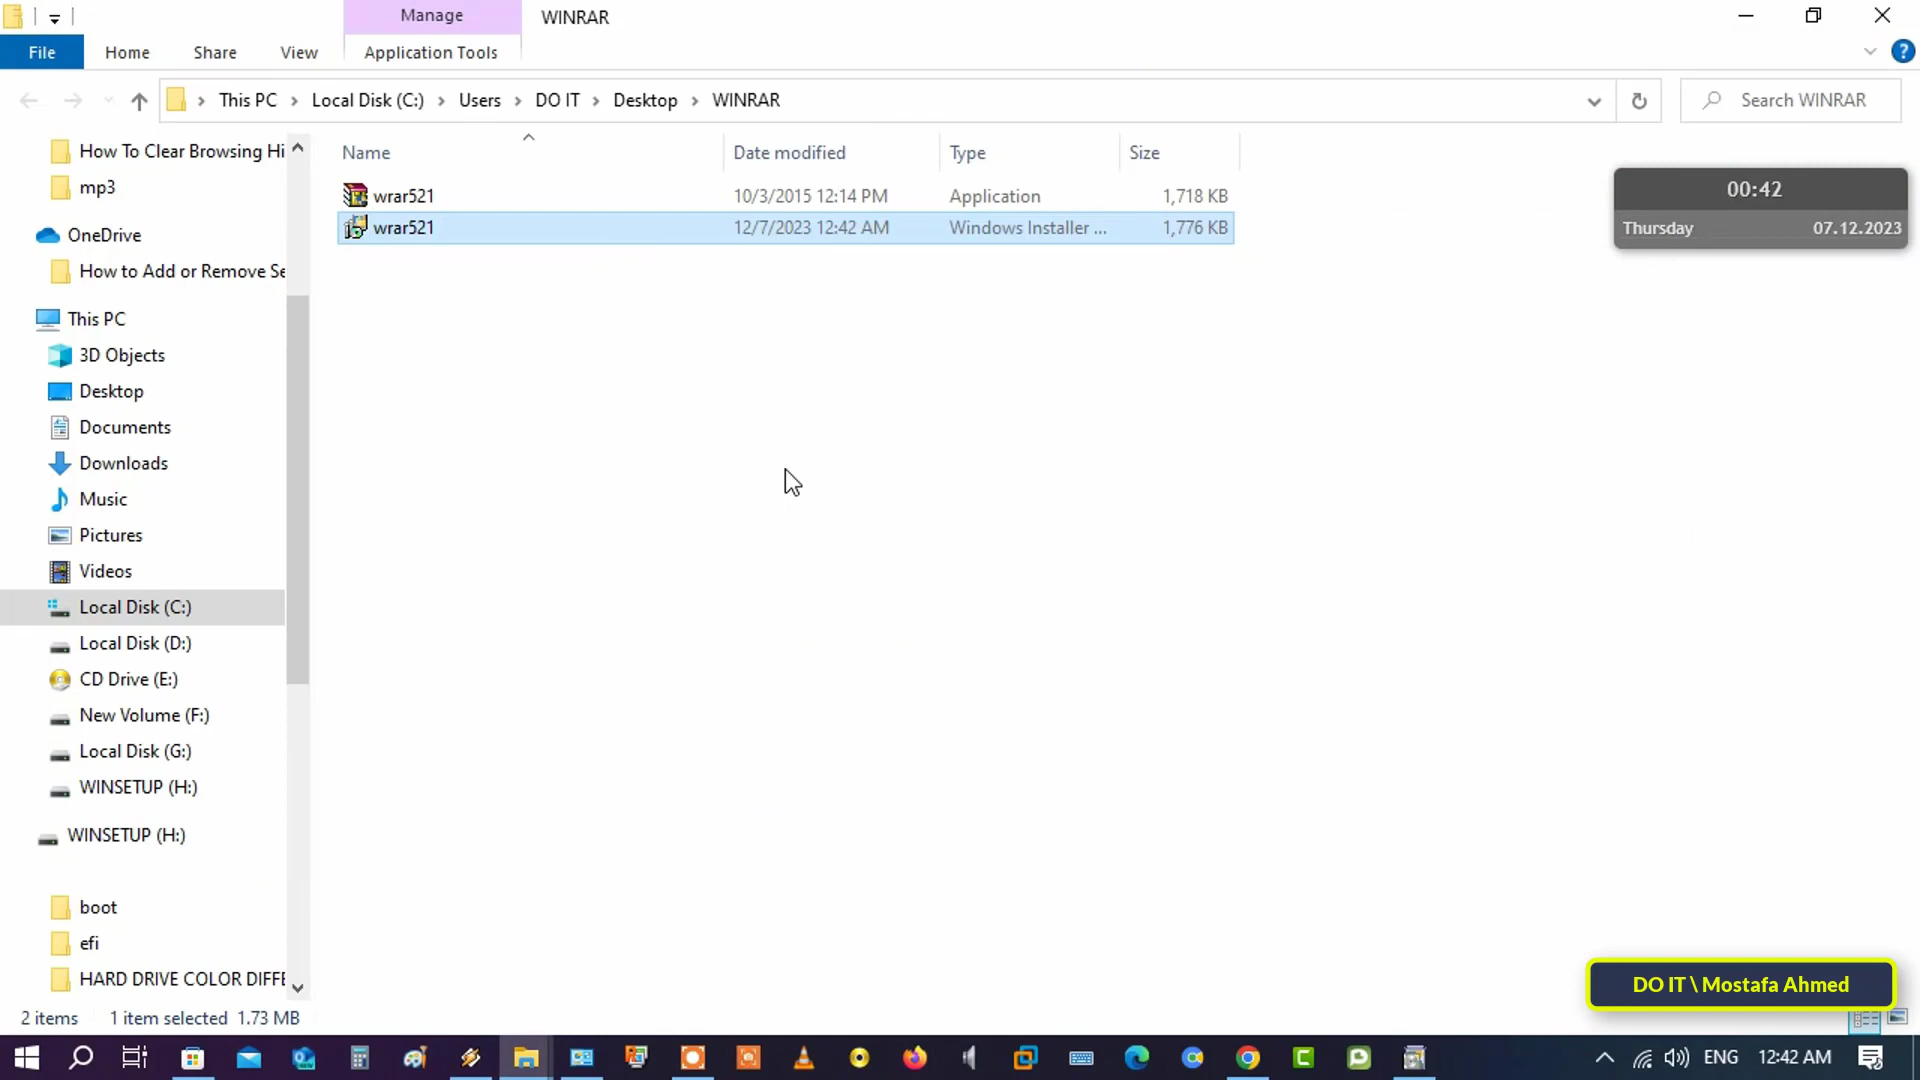 Manage
WINRAR
File
Home
Share
View
Application Tools
This PC
Local Disk (C:)
Users
DO IT
Desktop
WINRAR
Search WINRAR
Name
Date modified
Type
Size
wrar521
10/3/2015 12:14 PM
Application
1,718 KB
wrar521
12/7/2023 12:42 AM
Windows Installer ...
1,776 KB
00:42
Thursday
07.12.2023
How To Clear Browsing Hi
mp3
OneDrive
How to Add or Remove Se
This PC
3D Objects
Desktop
Documents
Downloads
Music
Pictures
Videos
Local Disk (C:)
Local Disk (D:)
CD Drive (E:)
New Volume (F:)
Local Disk (G:)
WINSETUP (H:)
WINSETUP (H:)
boot
efi
HARD DRIVE COLOR DIFFE
DO IT \ Mostafa Ahmed
2 items
1 item selected 1.73 MB
ENG
12:42 AM